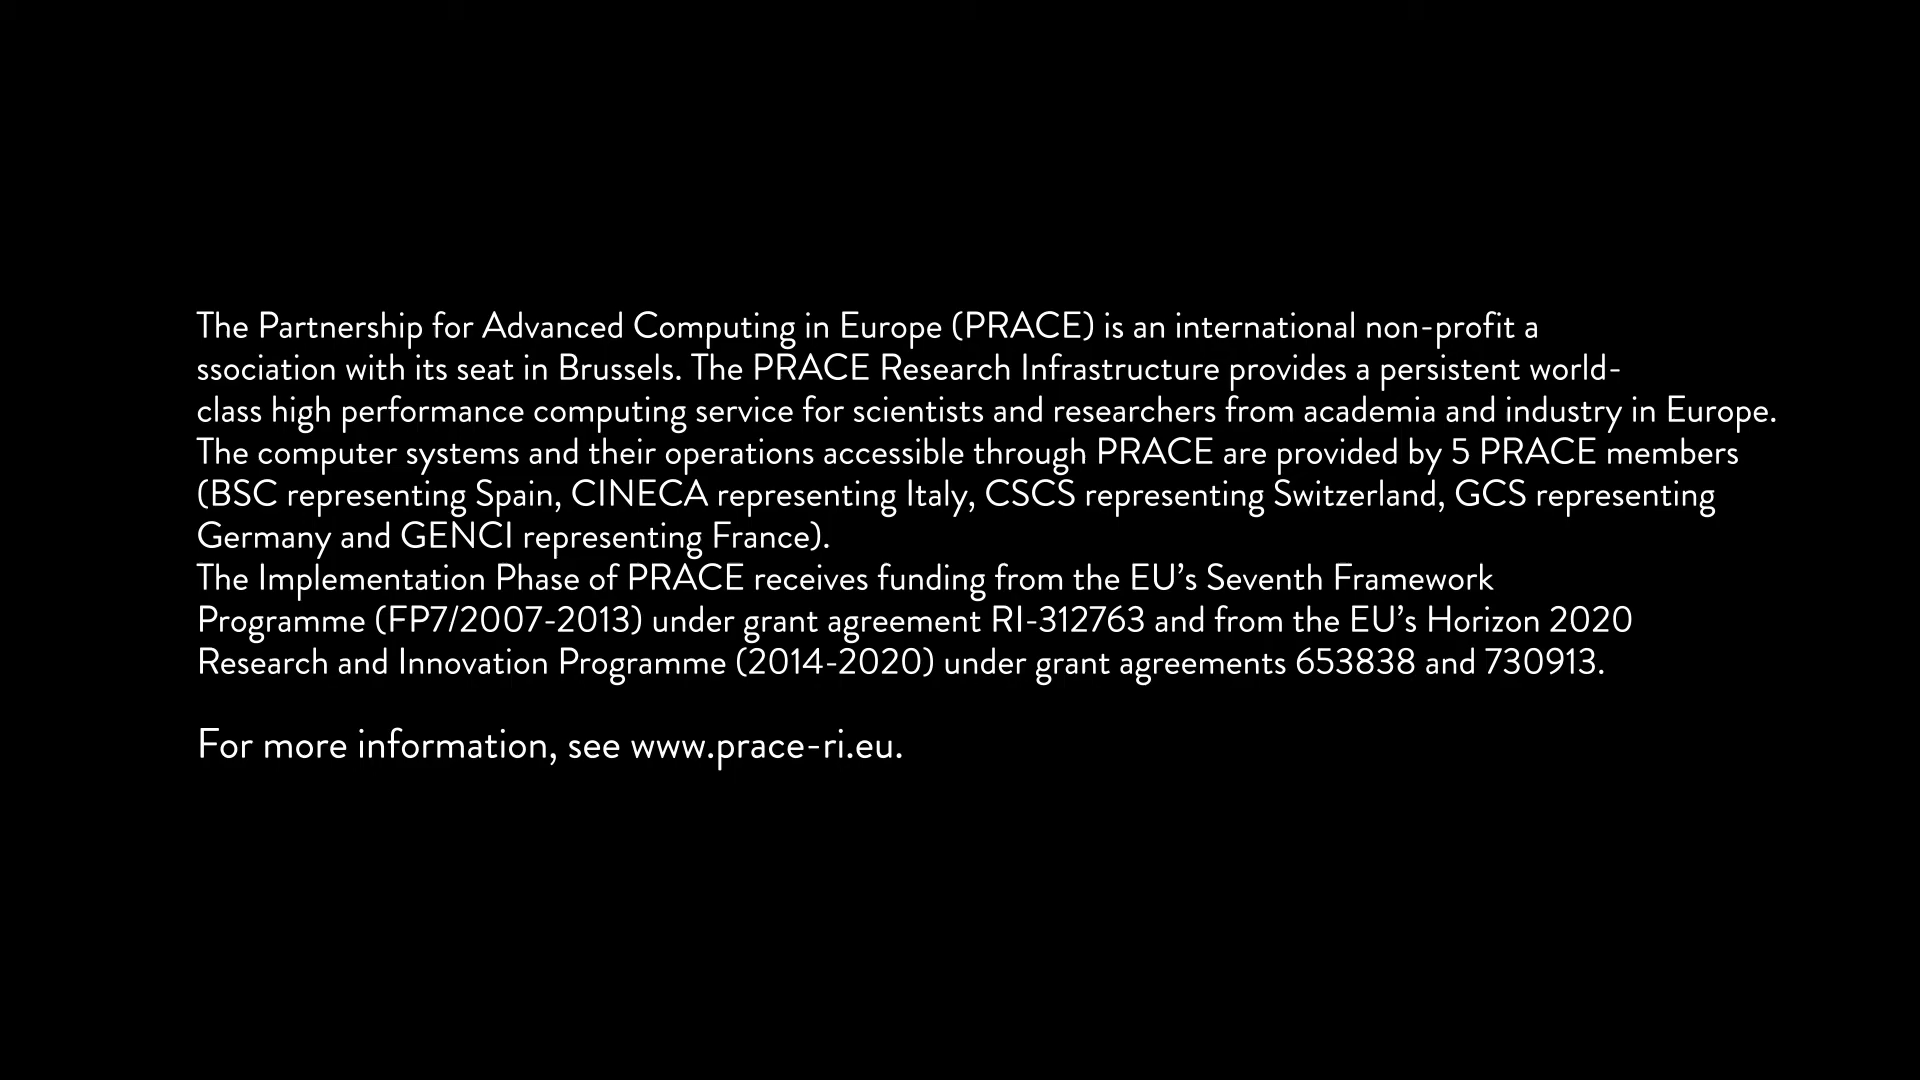 The Partnership for Advanced Computing in Europe (PRACE) is an international non-profit a
ssociation with its seat in Brussels. The PRACE Research Infrastructure provides a persistent world-
class high performance computing service for scientists and researchers from academia and industry in Europe.
The computer systems and their operations accessible through PRACE are provided by 5 PRACE members
(BSC representing Spain, CINECA representing Italy, CSCS representing Switzerland, GCS representing
Germany and GENCI representing France).
The Implementation Phase of PRACE receives funding from the EU’s Seventh Framework
Programme (FP7/2007-2013) under grant agreement RI-312763 and from the EU’s Horizon 2020
Research and Innovation Programme (2014-2020) under grant agreements 653838 and 730913.
For more information, see www.prace-ri.eu.